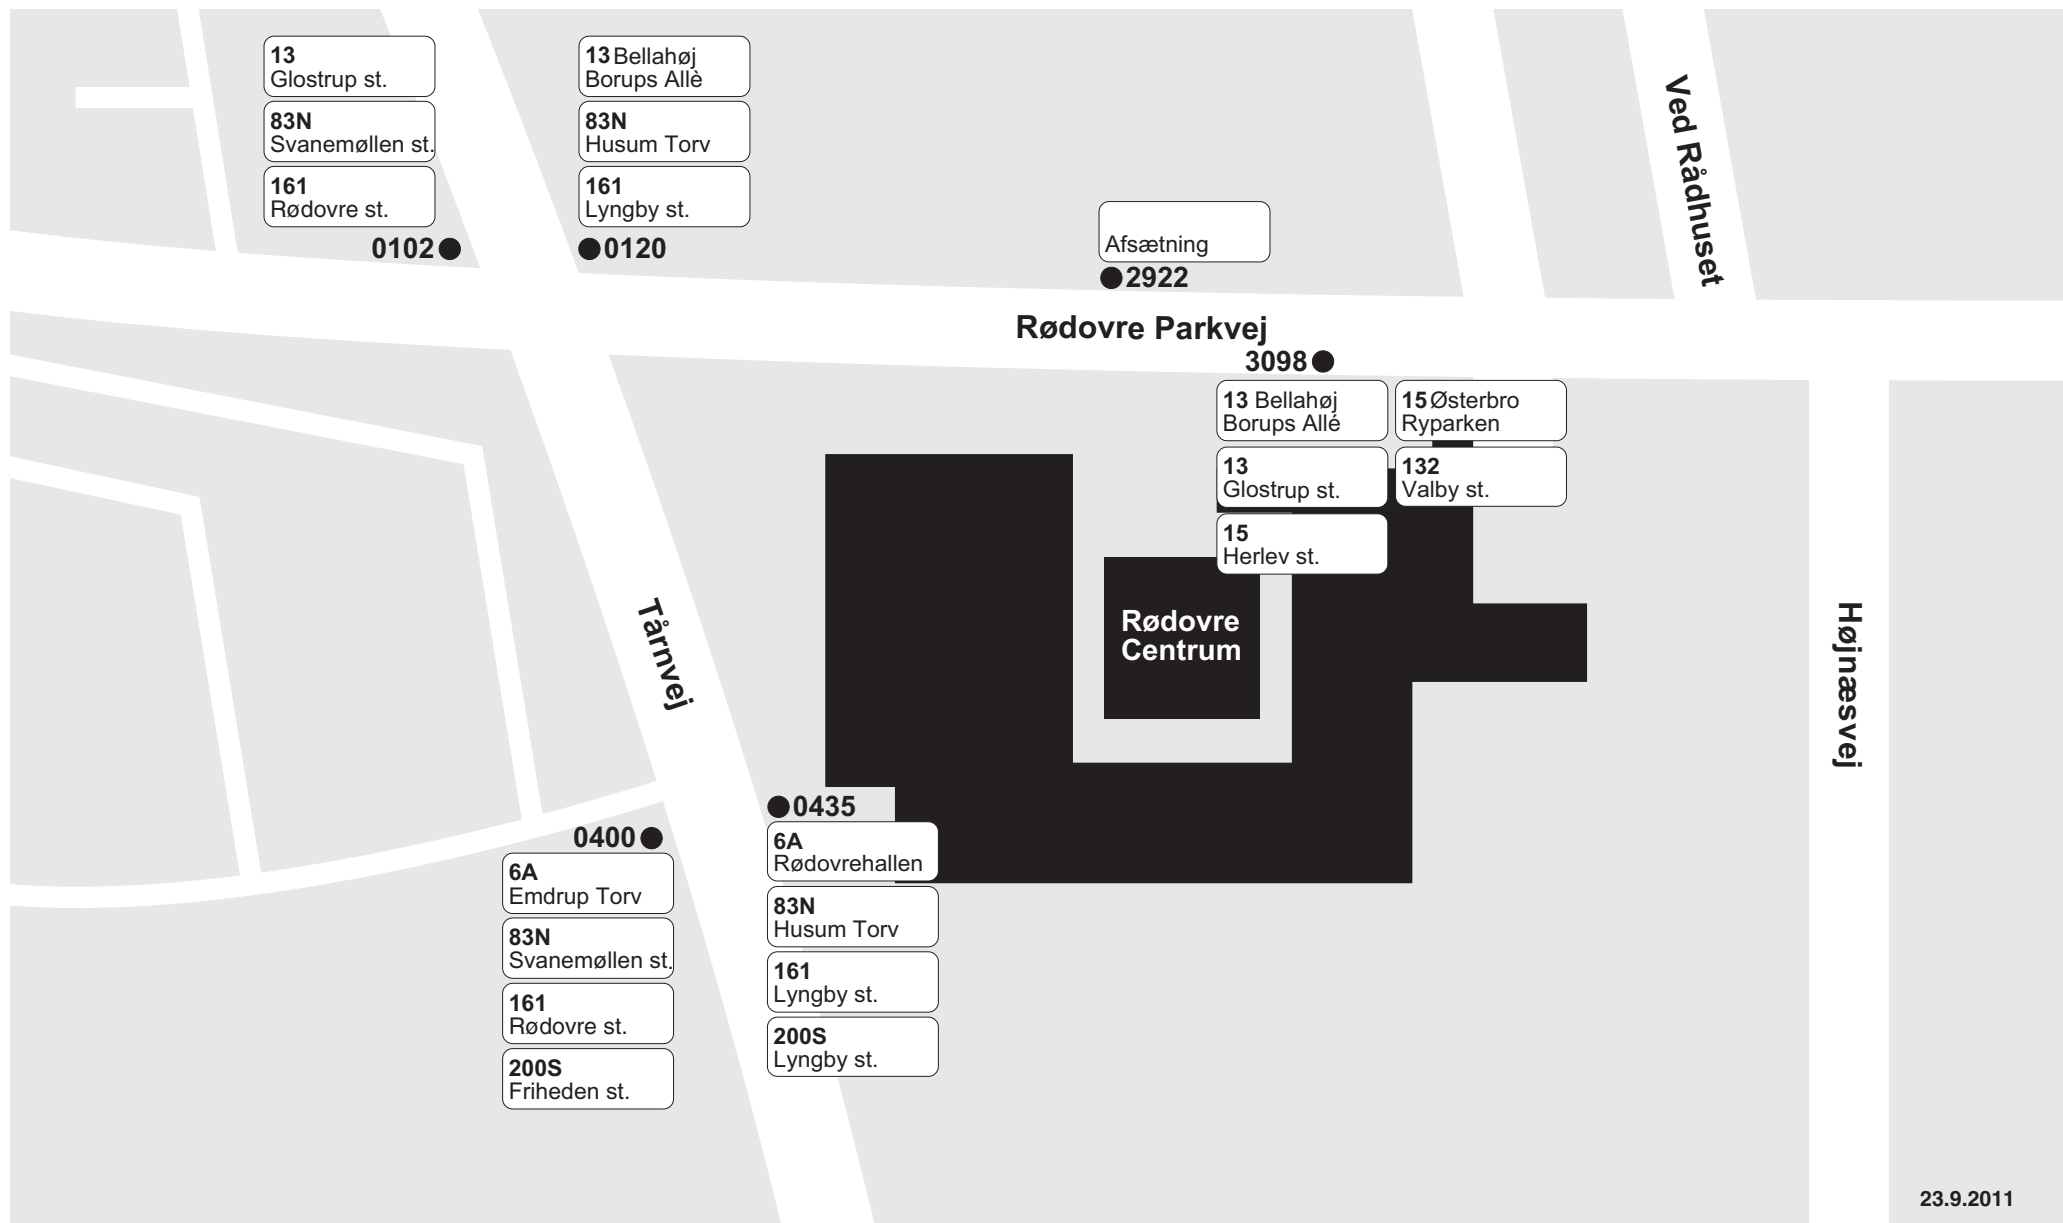 13
Glostrup st.
83N
Svanemøllen st.
161
Rødovre st.
0102
13 Bellahøj
Borups Allè
83N
Husum Torv
161
Lyngby st.
0120
Afsætning
2922
Ved Rådhuset
Rødovre Parkvej
3098
13 Bellahøj
Borups Allé
13
Glostrup st.
15
Herlev st.
15 Østerbro
Ryparken
132
Valby st.
Rødovre
Centrum
Tårnvej
Højnæsvej
0400
6A
Emdrup Torv
83N
Svanemøllen st.
161
Rødovre st.
200S
Friheden st.
0435
6A
Rødovrehallen
83N
Husum Torv
161
Lyngby st.
200S
Lyngby st.
23.9.2011